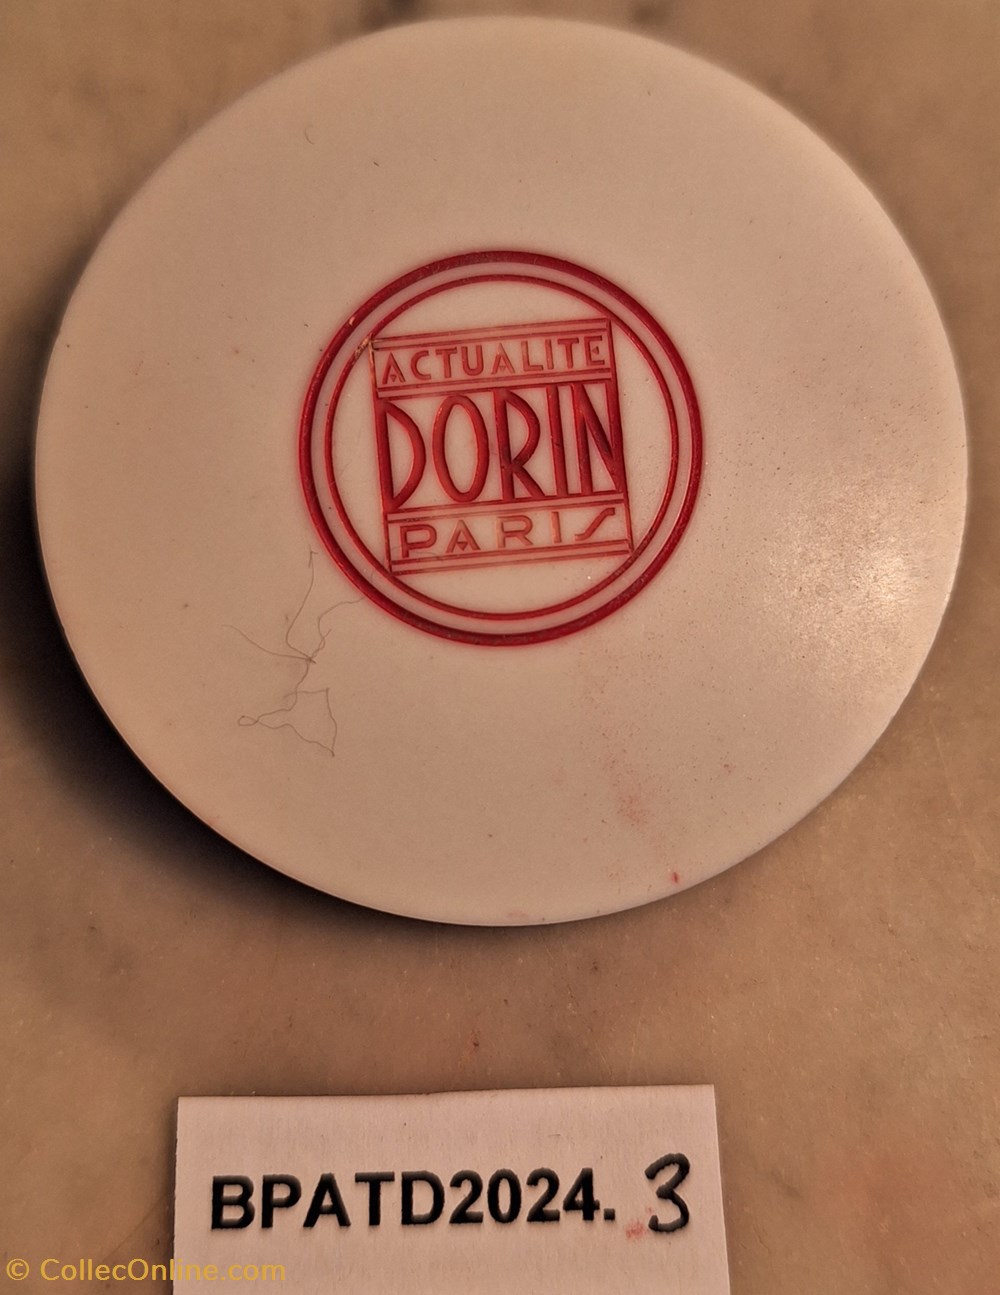 ACTUALITE
DORIN
PARIS
BPATD2024.3
© CollecOnline.com